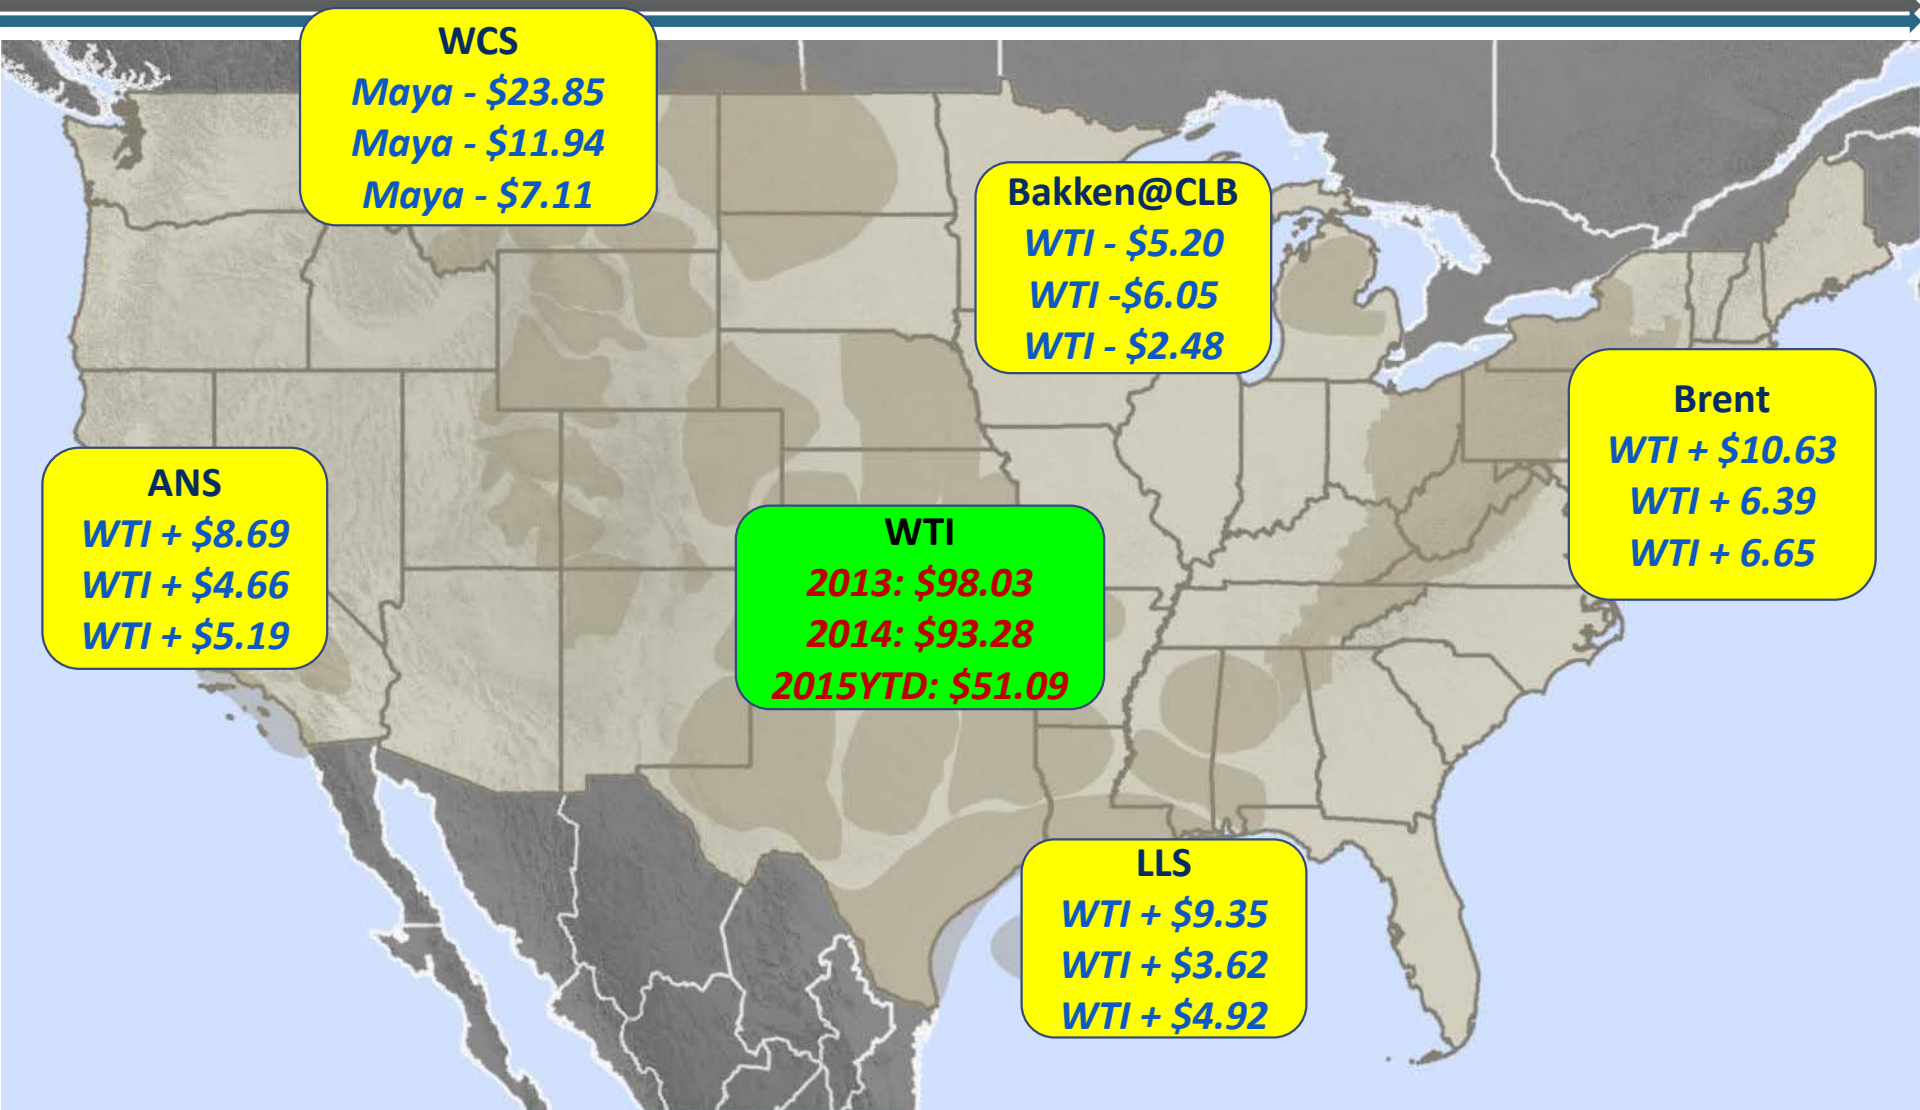 WCS
Maya - $23.85
Maya - $11.94
Maya - $7.11
Bakken@CLB
WTI - $5.20
WTI -$6.05
WTI - $2.48
Brent
WTI + $10.63
WTI + 6.39
WTI + 6.65
ANS
WTI + $8.69
WTI + $4.66
WTI + $5.19
WTI
2013: $98.03
2014: $93.28
2015YTD: $51.09
LLS
WTI + $9.35
WTI + $3.62
WTI + $4.92